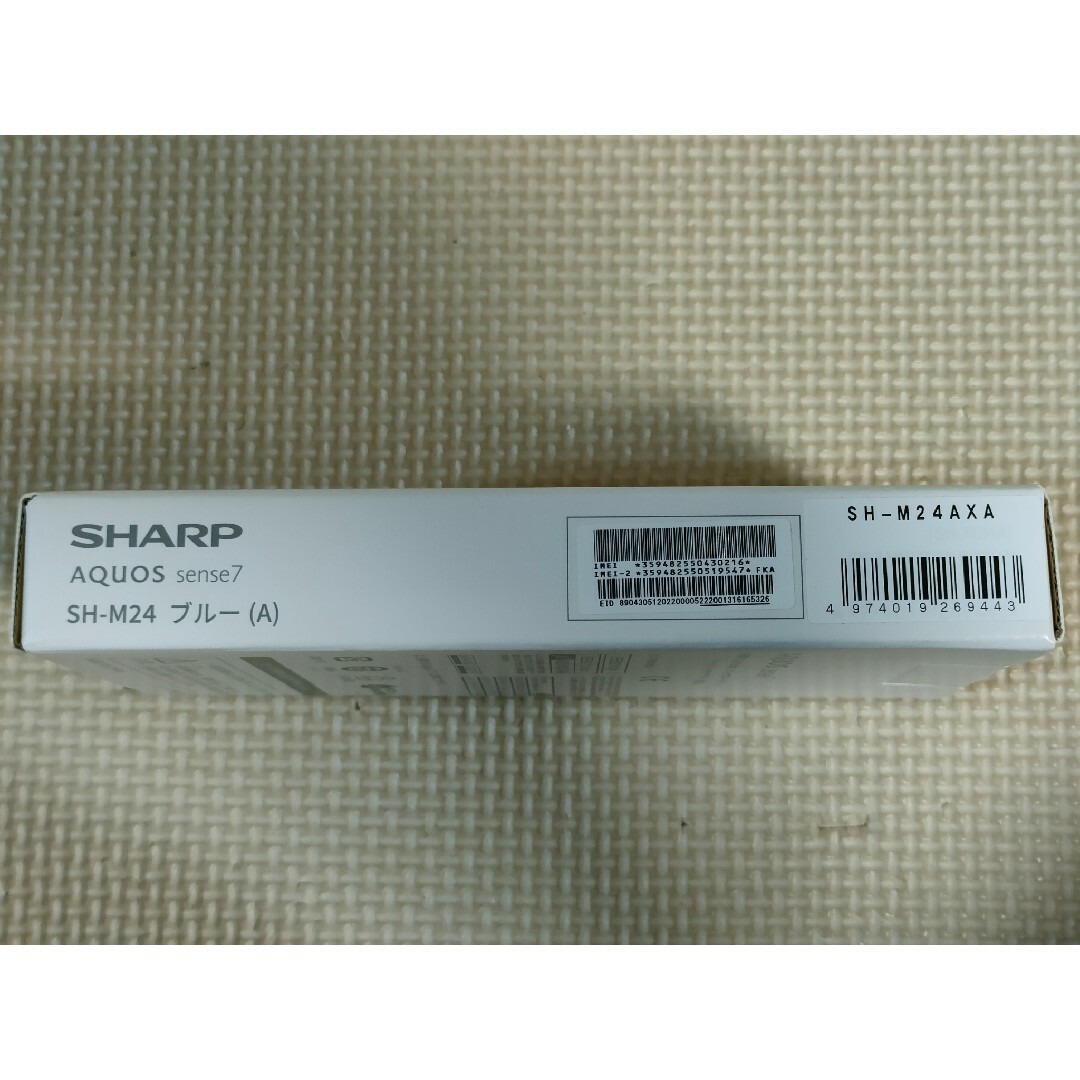 SHARP
AQUOS sense7
SH-M24 ブルー (A)
IMEI *359482550430216*
IMEI-2 *359482550519547* FKA
EID 89043051202200005222001316165326
SH-M24AXA
4 974019 269443